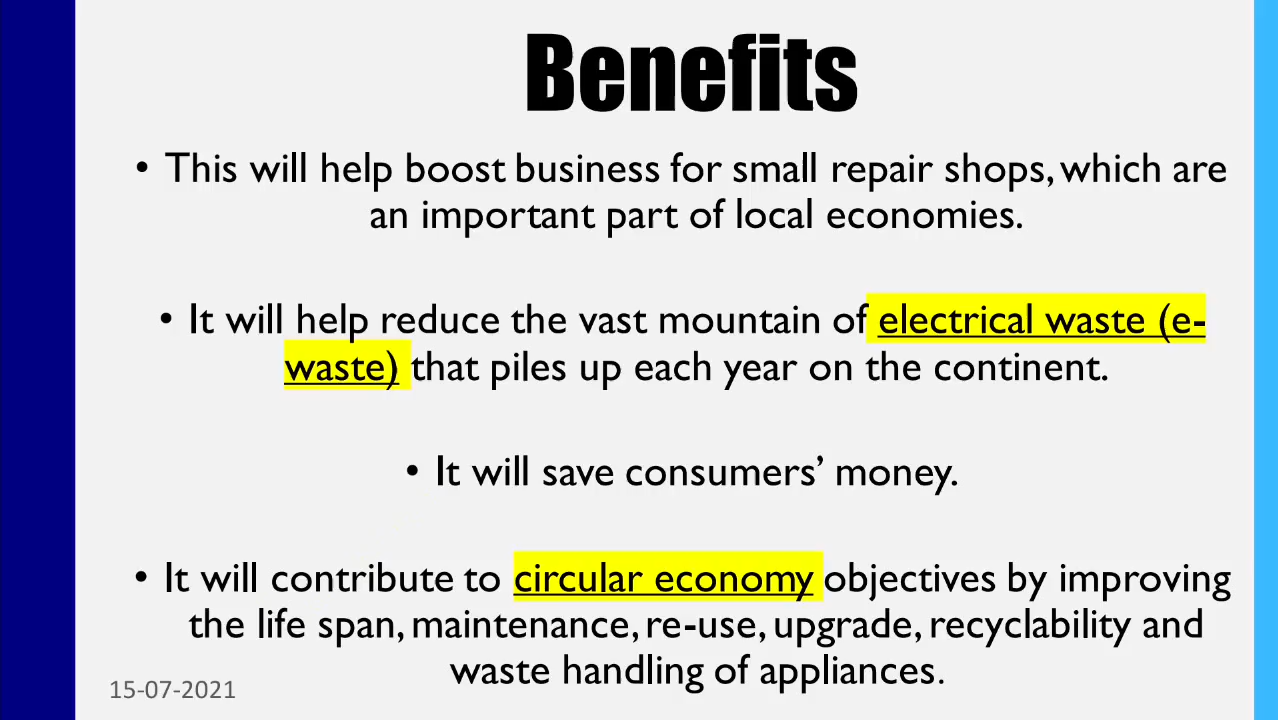 Benefits
• This will help boost business for small repair shops, which are
an important part of local economies.
• It will help reduce the vast mountain of electrical waste (e-
waste) that piles up each year on the continent.
• It will save consumers’ money.
• It will contribute to circular economy objectives by improving
the life span, maintenance, re-use, upgrade, recyclability and
waste handling of appliances.
15-07-2021